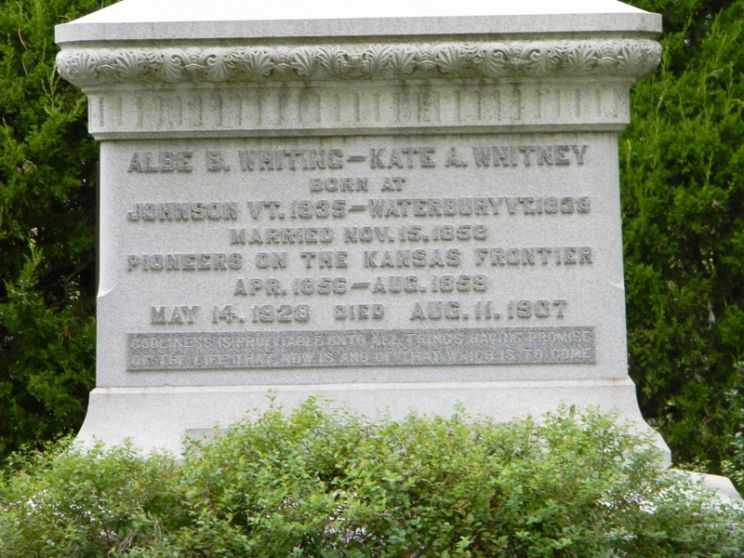 ALBE B. WHITING—KATE A. WHITNEY
BORN AT
JOHNSON VT. 1835—WATERBURY VT. 1838
MARRIED NOV. 15. 1858
PIONEERS ON THE KANSAS FRONTIER
APR. 1856—AUG. 1859
MAY 14. 1928 DIED AUG. 11. 1907
GODLINESS IS PROFITABLE UNTO ALL THINGS HAVING PROMISE
OF THE LIFE THAT NOW IS AND OF THAT WHICH IS TO COME